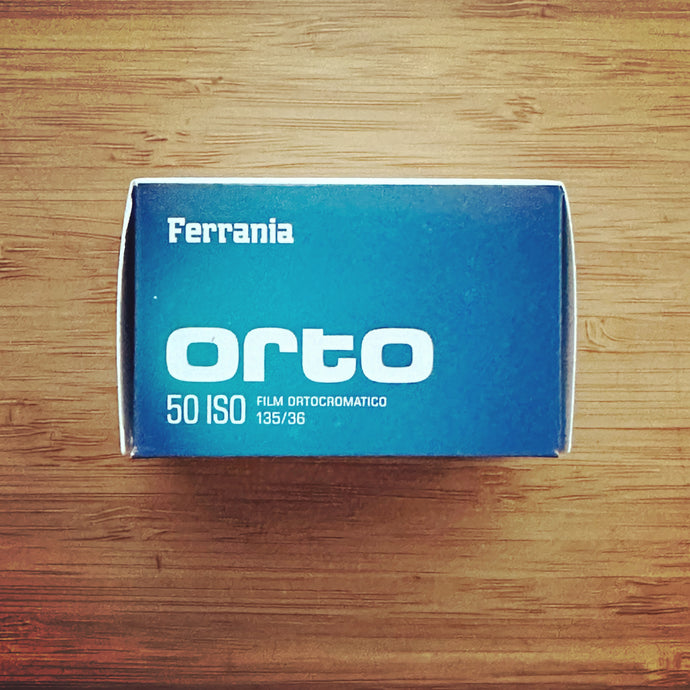 Ferrania
orto
50 ISO FILM ORTOCROMATICO
135/36